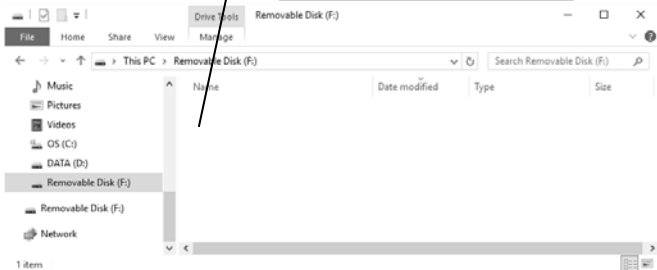 Drive Tools Removable Disk (F:)
File Home Share View Manage
This PC > Removable Disk (F:) Search Removable Disk (F:)
Name Date modified Type Size
Music
Pictures
Videos
OS (C:)
DATA (D:)
Removable Disk (F:)
Removable Disk (F:)
Network
1 item